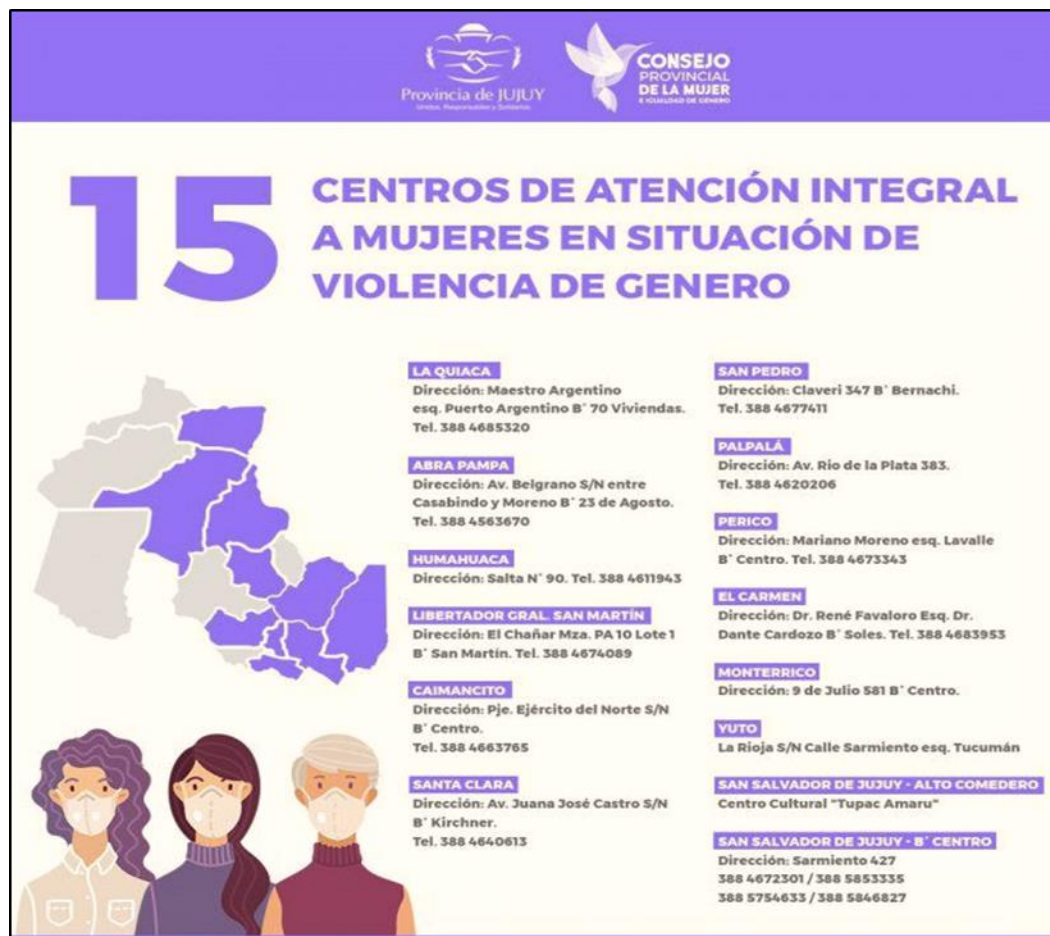 Provincia de JUJUY
Unidos, Responsables y Solidarios
CONSEJO
PROVINCIAL
DE LA MUJER
E IGUALDAD DE GÉNERO
15
CENTROS DE ATENCIÓN INTEGRAL
A MUJERES EN SITUACIÓN DE
VIOLENCIA DE GENERO
LA QUIACA
Dirección: Maestro Argentino
esq. Puerto Argentino B° 70 Viviendas.
Tel. 388 4685320
ABRA PAMPA
Dirección: Av. Belgrano S/N entre
Casabindo y Moreno B° 23 de Agosto.
Tel. 388 4563670
HUMAHUACA
Dirección: Salta N° 90. Tel. 388 4611943
LIBERTADOR GRAL. SAN MARTÍN
Dirección: El Chañar Mza. PA 10 Lote 1
B° San Martín. Tel. 388 4674089
CAIMANCITO
Dirección: Pje. Ejército del Norte S/N
B° Centro.
Tel. 388 4663765
SANTA CLARA
Dirección: Av. Juana José Castro S/N
B° Kirchner.
Tel. 388 4640613
SAN PEDRO
Dirección: Claveri 347 B° Bernachi.
Tel. 388 4677411
PALPALÁ
Dirección: Av. Rio de la Plata 383.
Tel. 388 4620206
PERICO
Dirección: Mariano Moreno esq. Lavalle
B° Centro. Tel. 388 4673343
EL CARMEN
Dirección: Dr. René Favaloro Esq. Dr.
Dante Cardozo B° Soles. Tel. 388 4683953
MONTERRICO
Dirección: 9 de Julio 581 B° Centro.
YUTO
La Rioja S/N Calle Sarmiento esq. Tucumán
SAN SALVADOR DE JUJUY - ALTO COMEDERO
Centro Cultural "Tupac Amaru"
SAN SALVADOR DE JUJUY - B° CENTRO
Dirección: Sarmiento 427
388 4672301 / 388 5853335
388 5754633 / 388 5846827